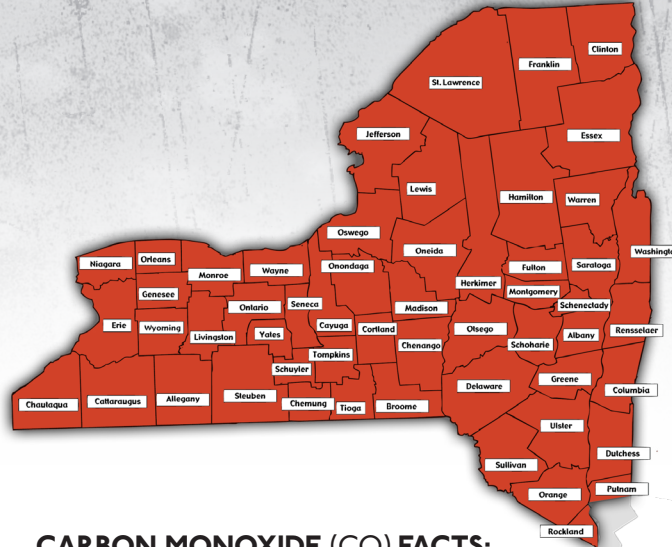 Clinton
Franklin
St. Lawrence
Jefferson
Essex
Lewis
Hamilton
Warren
Oswego
Oneida
Washingt
Niagara
Orleans
Monroe
Wayne
Onondaga
Fulton
Saratoga
Herkimer
Genesee
Montgomery
Ontario
Seneca
Madison
Schenectady
Erie
Wyoming
Livingston
Yates
Cayuga
Cortland
Chenango
Otsego
Schoharie
Albany
Rensselaer
Tompkins
Schuyler
Delaware
Greene
Columbia
Chautauqua
Cattaraugus
Allegany
Steuben
Chemung
Tioga
Broome
Ulster
Dutchess
Sullivan
Orange
Putnam
Rockland
CARBON MONOXIDE (CO) FACTS: